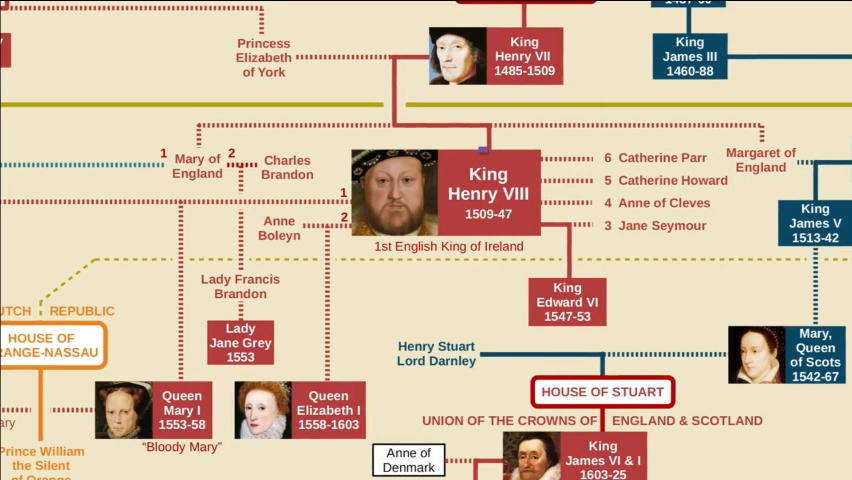 1487-60
Princess
Elizabeth
of York
King
Henry VII
1485-1509
King
James III
1460-88
1
Mary of
England
2
Charles
Brandon
King
Henry VIII
1509-47
6 Catherine Parr
5 Catherine Howard
4 Anne of Cleves
3 Jane Seymour
Margaret of
England
1
2
Anne
Boleyn
1st English King of Ireland
King
James V
1513-42
Lady Francis
Brandon
King
Edward VI
1547-53
UTCH REPUBLIC
HOUSE OF
RANGE-NASSAU
Lady
Jane Grey
1553
Henry Stuart
Lord Darnley
Mary,
Queen
of Scots
1542-67
HOUSE OF STUART
Queen
Mary I
1553-58
Queen
Elizabeth I
1558-1603
ary
"Bloody Mary"
UNION OF THE CROWNS OF ENGLAND & SCOTLAND
Prince William
the Silent
of Orange
Anne of
Denmark
King
James VI & I
1603-25